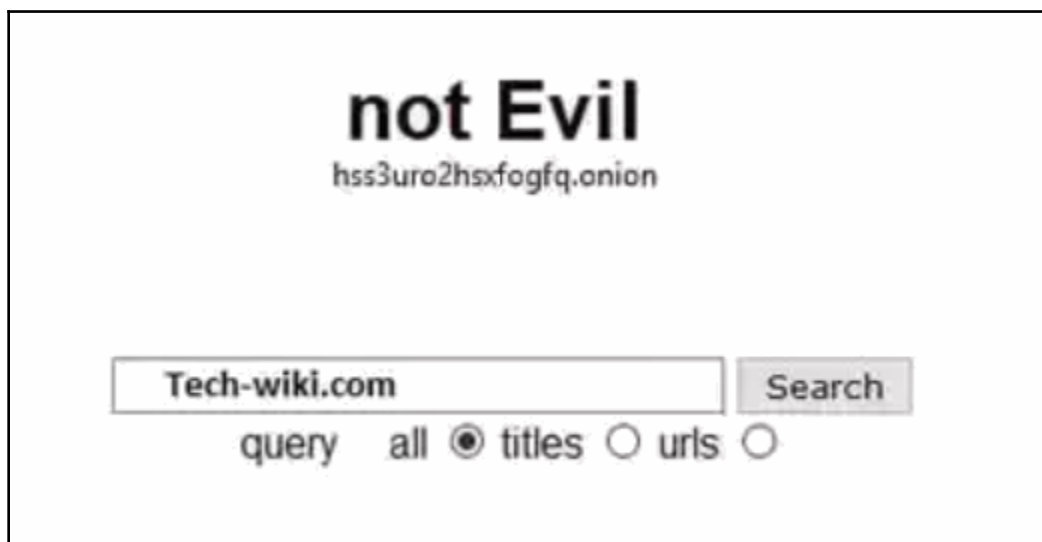 not Evil
hss3uro2hsxfogfq.onion
Tech-wiki.com Search
query all titles urls